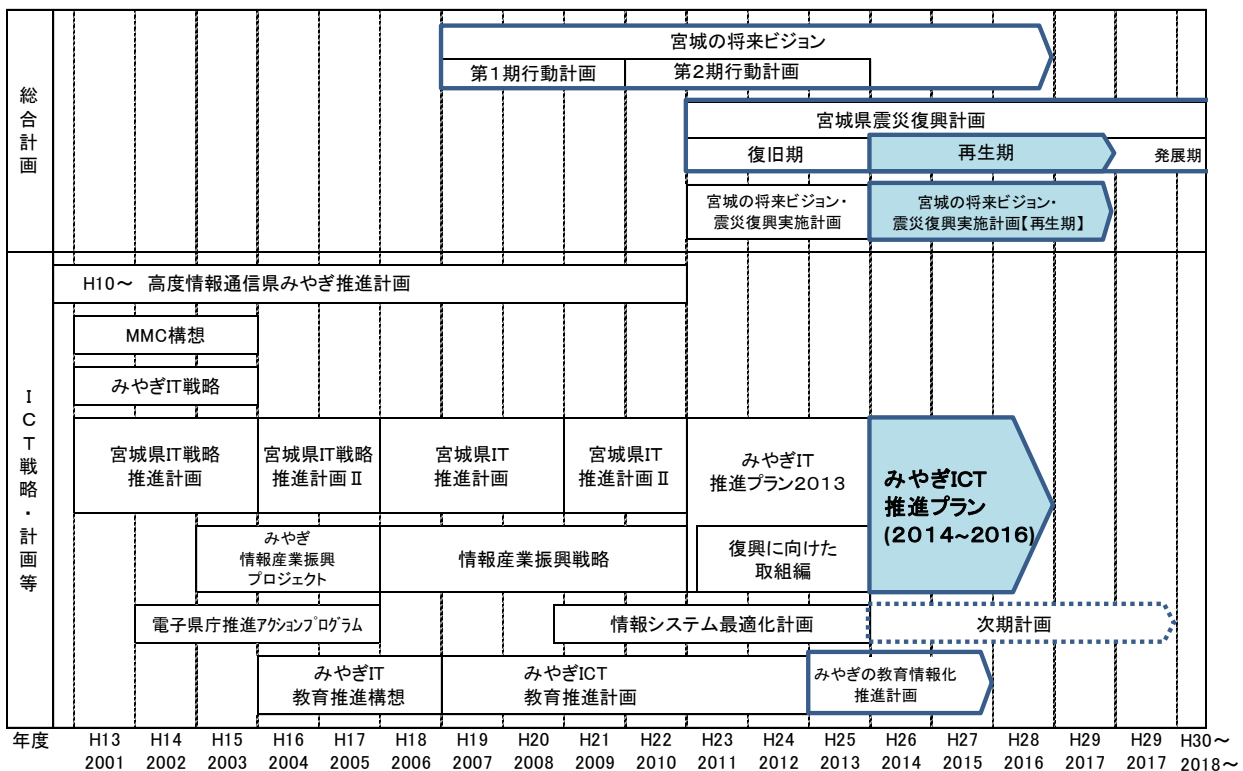 総合計画
宮城の将来ビジョン
第1期行動計画
第2期行動計画
宮城県震災復興計画
復旧期
再生期
発展期
宮城の将来ビジョン・
震災復興実施計画
宮城の将来ビジョン・
震災復興実施計画【再生期】
ICT戦略・計画等
H10～ 高度情報通信県みやぎ推進計画
MMC構想
みやぎIT戦略
宮城県IT戦略
推進計画
宮城県IT戦略
推進計画Ⅱ
宮城県IT
推進計画
宮城県IT
推進計画Ⅱ
みやぎIT
推進プラン2013
みやぎICT
推進プラン
(2014~2016)
みやぎ
情報産業振興
プロジェクト
情報産業振興戦略
復興に向けた
取組編
電子県庁推進アクションプログラム
情報システム最適化計画
次期計画
みやぎIT
教育推進構想
みやぎICT
教育推進計画
みやぎの教育情報化
推進計画
年度 H13 H14 H15 H16 H17 H18 H19 H20 H21 H22 H23 H24 H25 H26 H27 H28 H29 H29 H30～
2001 2002 2003 2004 2005 2006 2007 2008 2009 2010 2011 2012 2013 2014 2015 2016 2017 2017 2018～